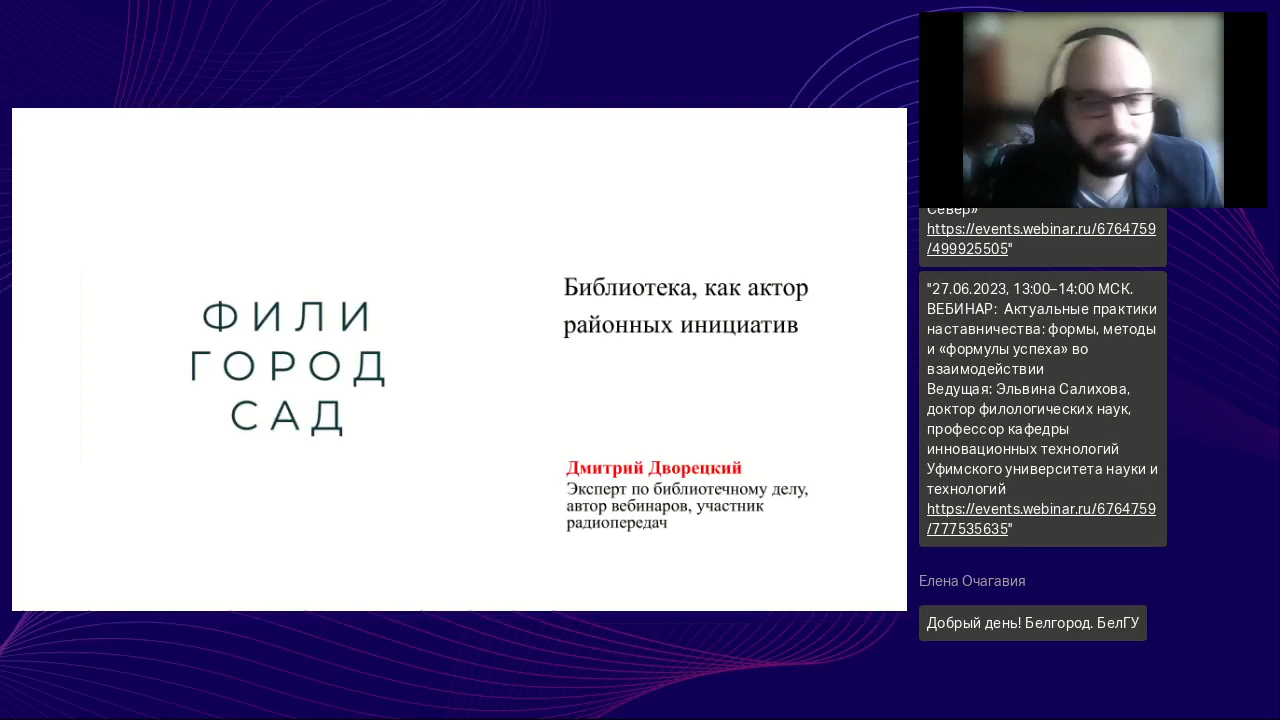 ФИЛИ
ГОРОД
САД
Библиотека, как актор
районных инициатив
Дмитрий Дворецкий
Эксперт по библиотечному делу,
автор вебинаров, участник
радиопередач
Север»
https://events.webinar.ru/6764759
/499925505"
"27.06.2023, 13:00–14:00 МСК.
ВЕБИНАР: Актуальные практики
наставничества: формы, методы
и «формулы успеха» во
взаимодействии
Ведущая: Эльвина Салихова,
доктор филологических наук,
профессор кафедры
инновационных технологий
Уфимского университета науки и
технологий
https://events.webinar.ru/6764759
/777535635"
Елена Очагавия
Добрый день! Белгород. БелГУ